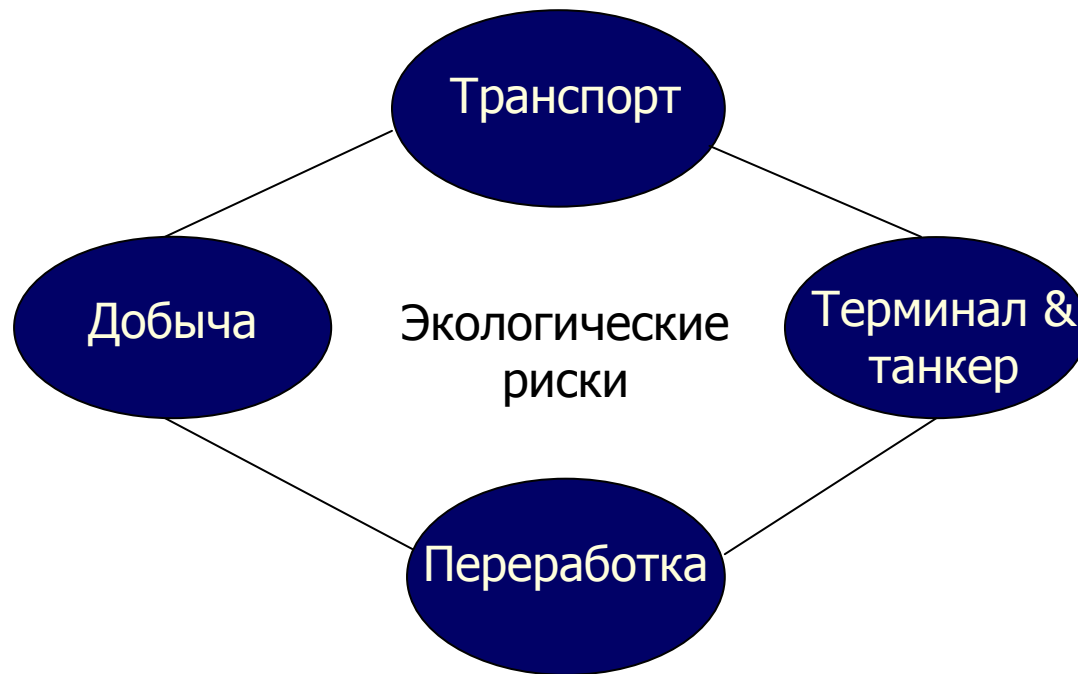 Транспорт
Добыча
Экологические
риски
Терминал &
танкер
Переработка